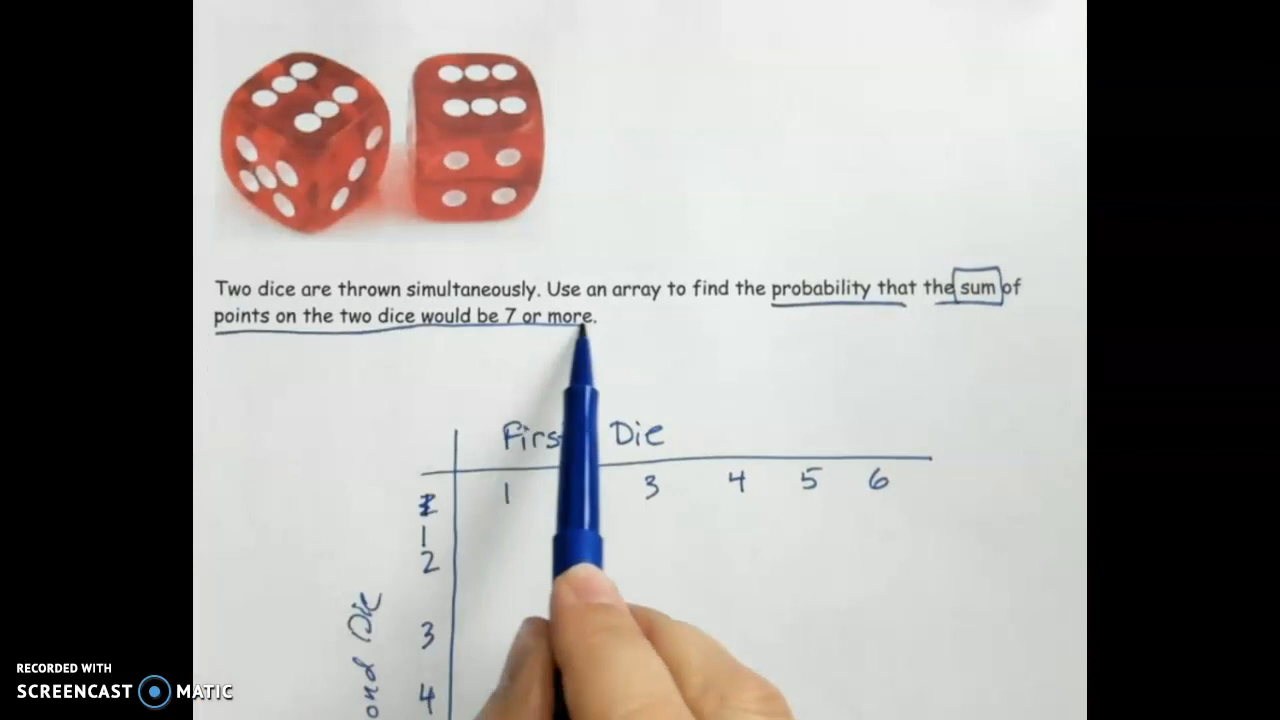 Two dice are thrown simultaneously. Use an array to find the probability that the sum of
points on the two dice would be 7 or more.
Die
1 3 4 5 6
1
2
3
4
Die
RECORDED WITH
SCREENCAST MATIC